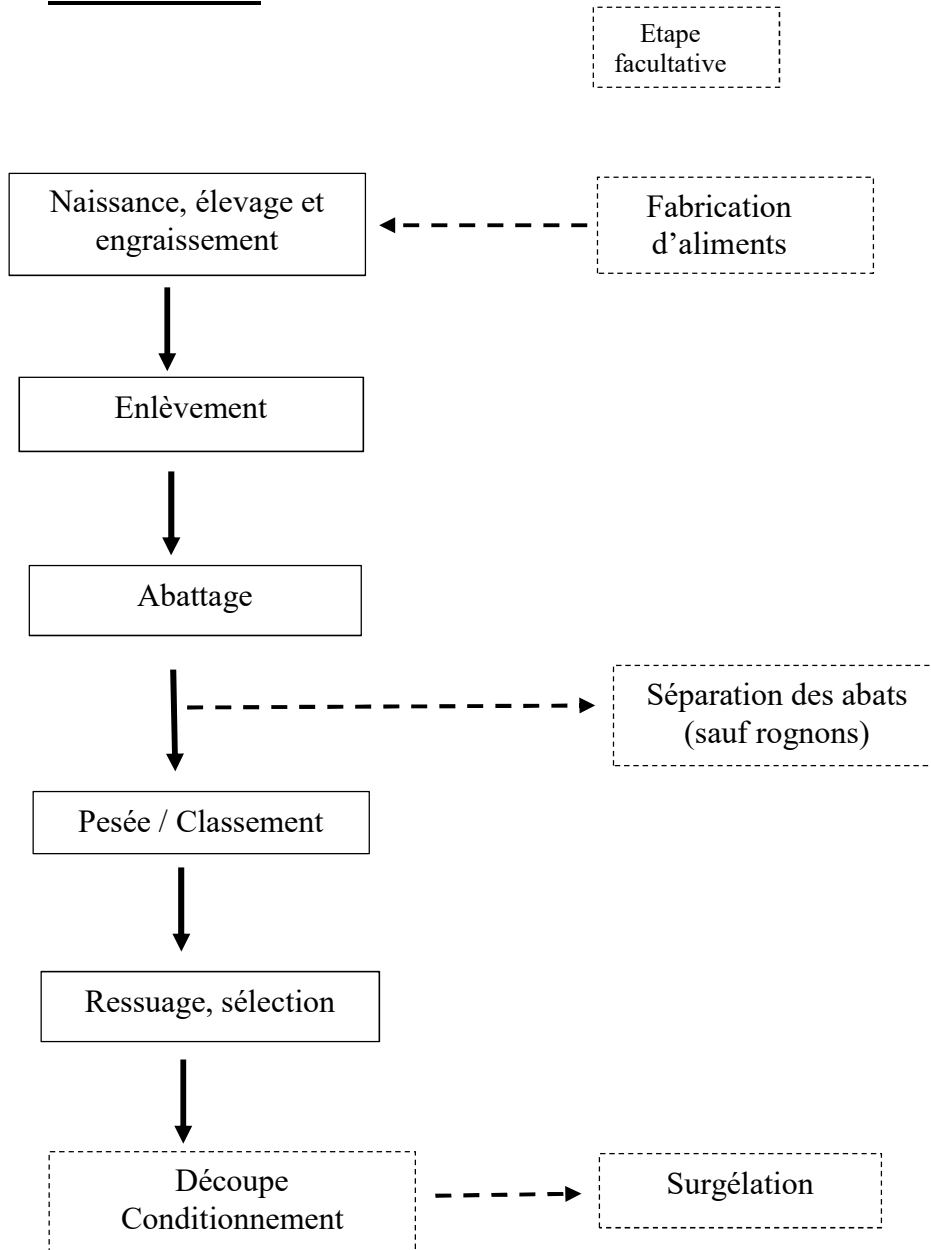 Etape
facultative
Naissance, élevage et
engraissement
Fabrication
d’aliments
Enlèvement
Abattage
Séparation des abats
(sauf rognons)
Pesée / Classement
Ressuage, sélection
Découpe
Conditionnement
Surgélation